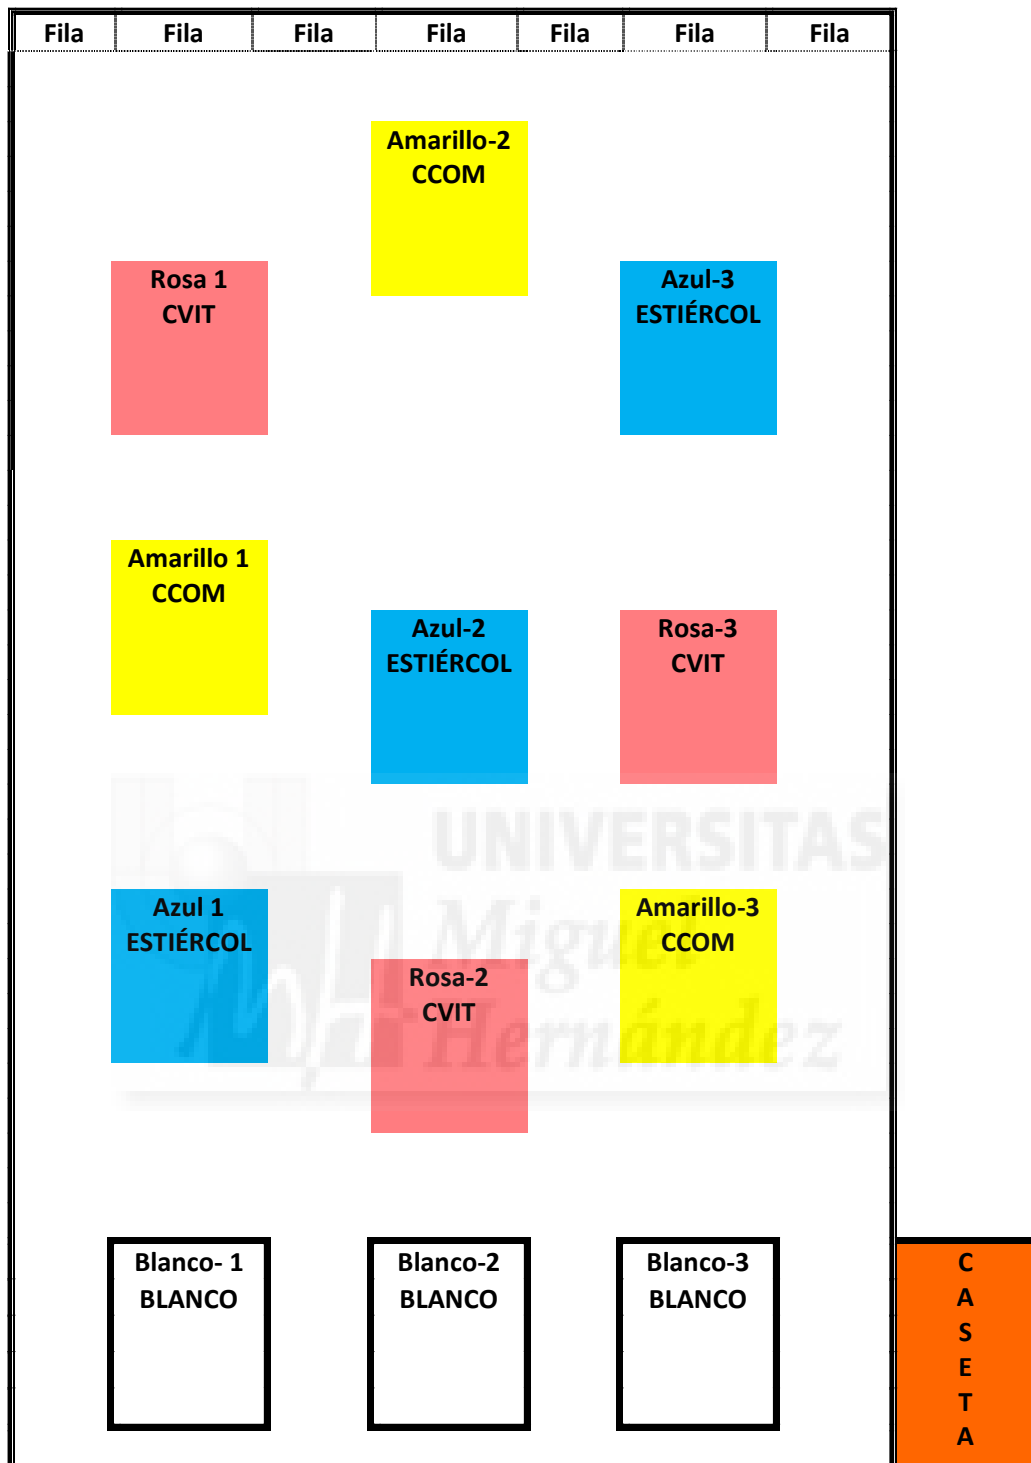 Fila Fila Fila Fila Fila Fila Fila
Amarillo-2
CCOM
Rosa 1
CVIT
Azul-3
ESTIÉRCOL
Amarillo 1
CCOM
Azul-2
ESTIÉRCOL
Rosa-3
CVIT
UNIVERSITAS
Miguel
Hernández
Azul 1
ESTIÉRCOL
Rosa-2
CVIT
Amarillo-3
CCOM
Blanco- 1
BLANCO
Blanco-2
BLANCO
Blanco-3
BLANCO
C
A
S
E
T
A